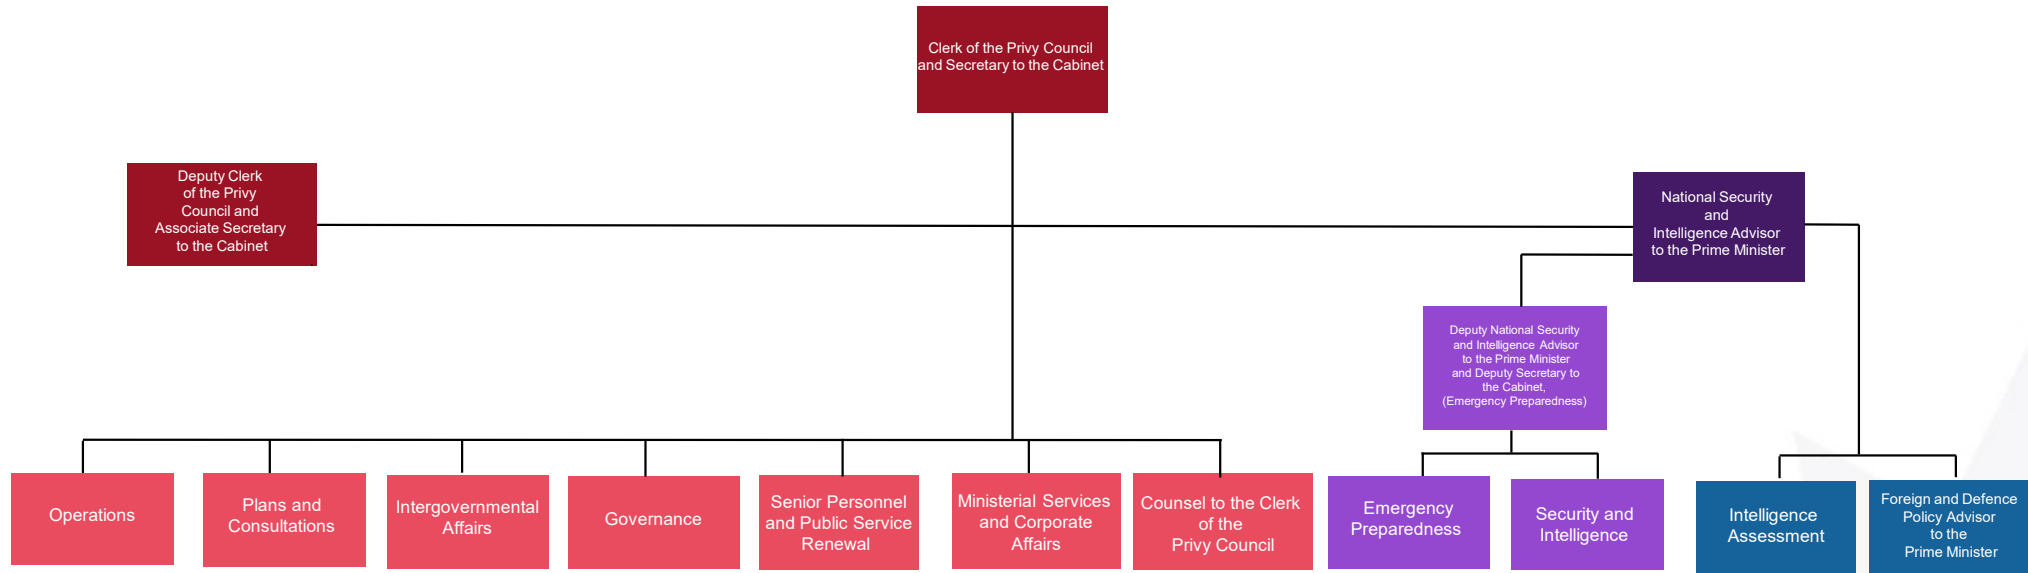 Clerk of the Privy Council
and Secretary to the Cabinet
Deputy Clerk
of the Privy
Council and
Associate Secretary
to the Cabinet
National Security
and
Intelligence Advisor
to the Prime Minister
Deputy National Security
and Intelligence Advisor
to the Prime Minister
and Deputy Secretary to
the Cabinet,
(Emergency Preparedness)
Operations
Plans and
Consultations
Intergovernmental
Affairs
Governance
Senior Personnel
and Public Service
Renewal
Ministerial Services
and Corporate
Affairs
Counsel to the Clerk
of the
Privy Council
Emergency
Preparedness
Security and
Intelligence
Intelligence
Assessment
Foreign and Defence
Policy Advisor
to the
Prime Minister